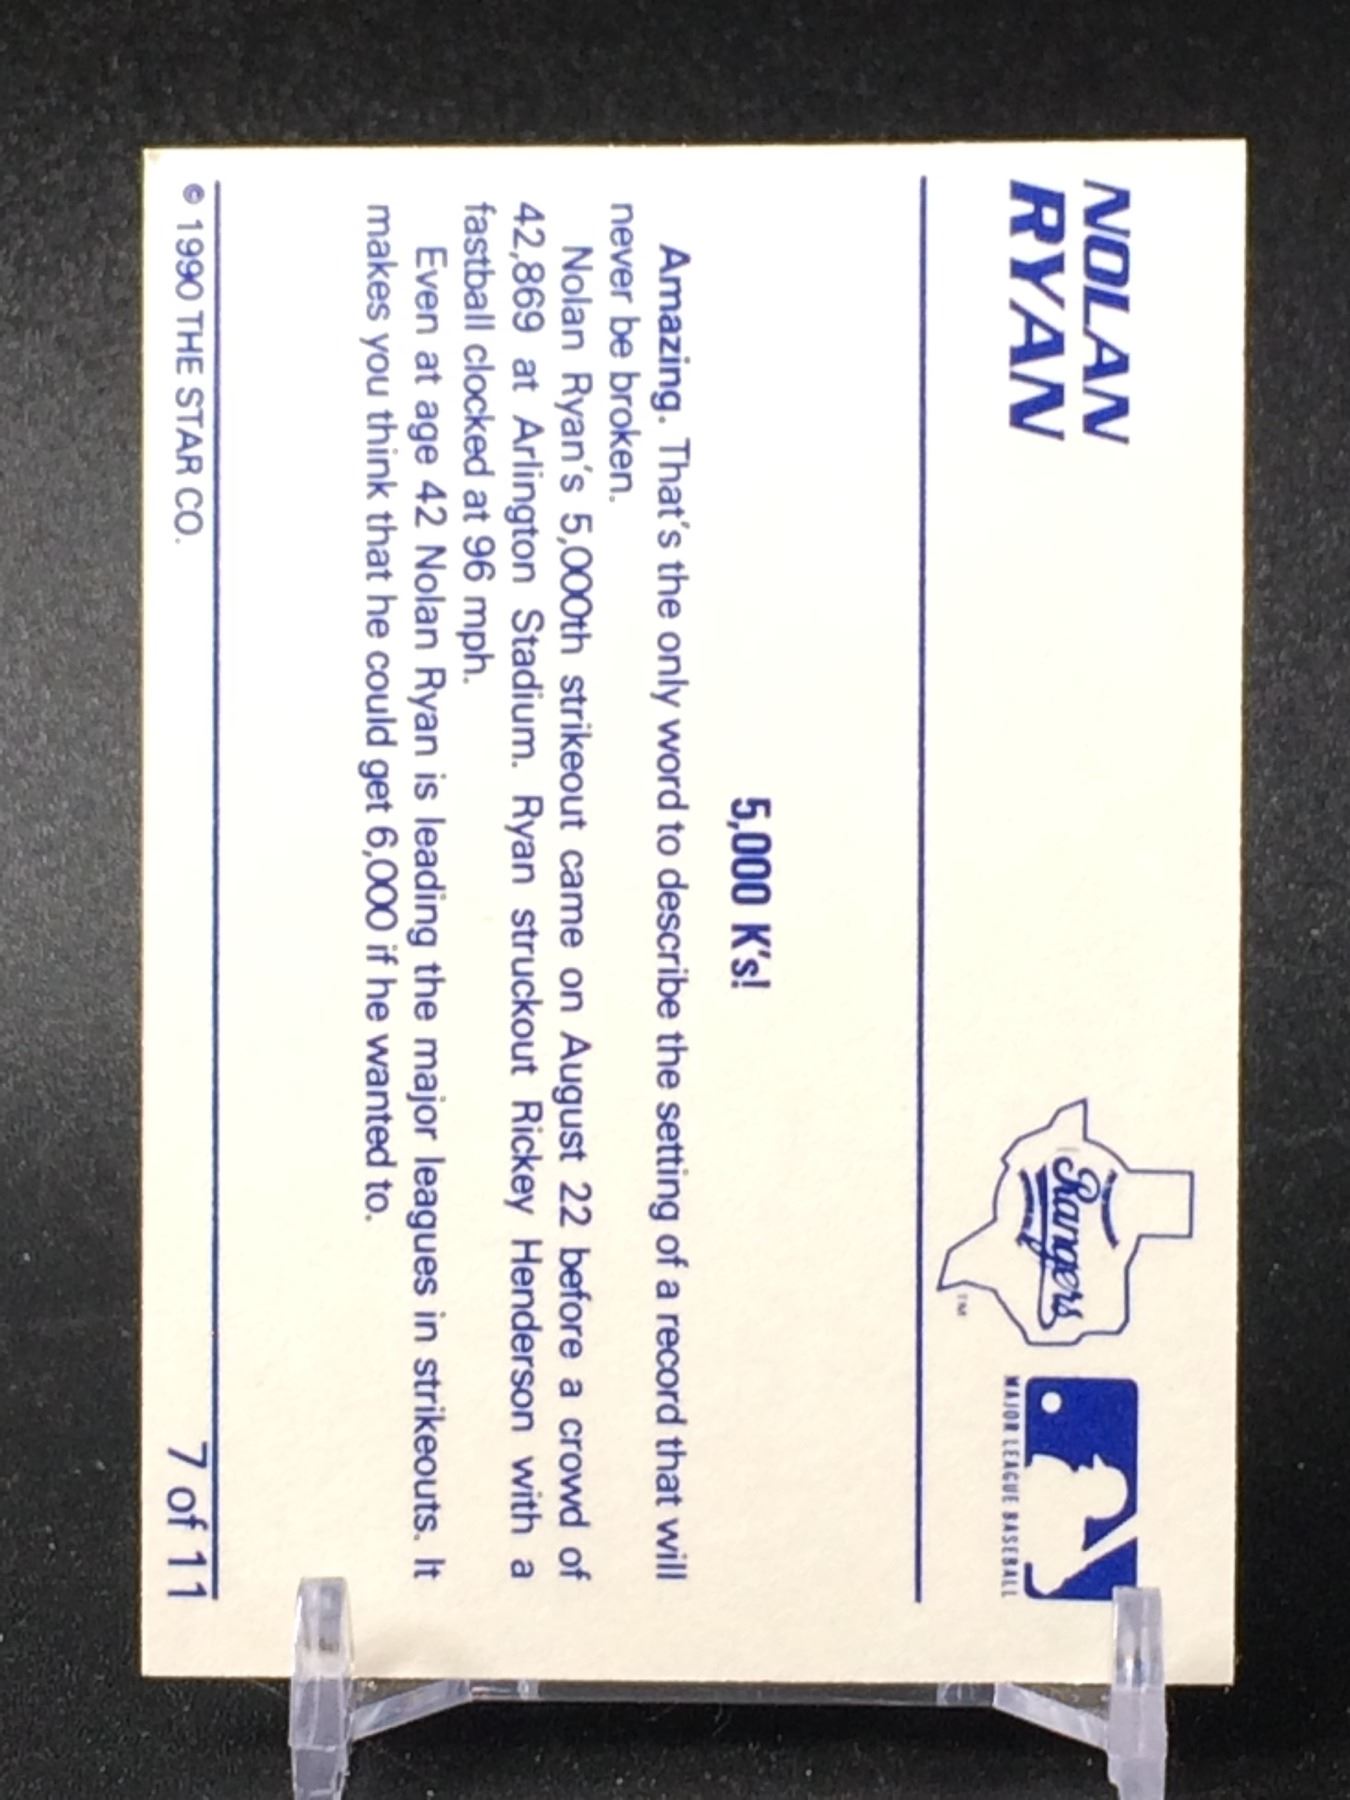 NOLAN
RYAN
Rangers
TM
MAJOR LEAGUE BASEBALL
5,000 K's!
Amazing. That's the only word to describe the setting of a record that will
never be broken.
Nolan Ryan's 5,000th strikeout came on August 22 before a crowd of
42,869 at Arlington Stadium. Ryan struckout Rickey Henderson with a
fastball clocked at 96 mph.
Even at age 42 Nolan Ryan is leading the major leagues in strikeouts. It
makes you think that he could get 6,000 if he wanted to.
© 1990 THE STAR CO.
7 of 11